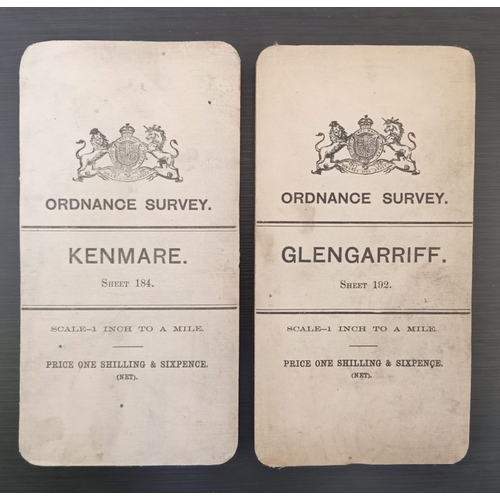 ORDNANCE SURVEY.
KENMARE.
SHEET 184.
SCALE–1 INCH TO A MILE.
PRICE ONE SHILLING & SIXPENCE.
(NET).
ORDNANCE SURVEY.
GLENGARRIFF.
SHEET 192.
SCALE–1 INCH TO A MILE.
PRICE ONE SHILLING & SIXPENCE.
(NET).